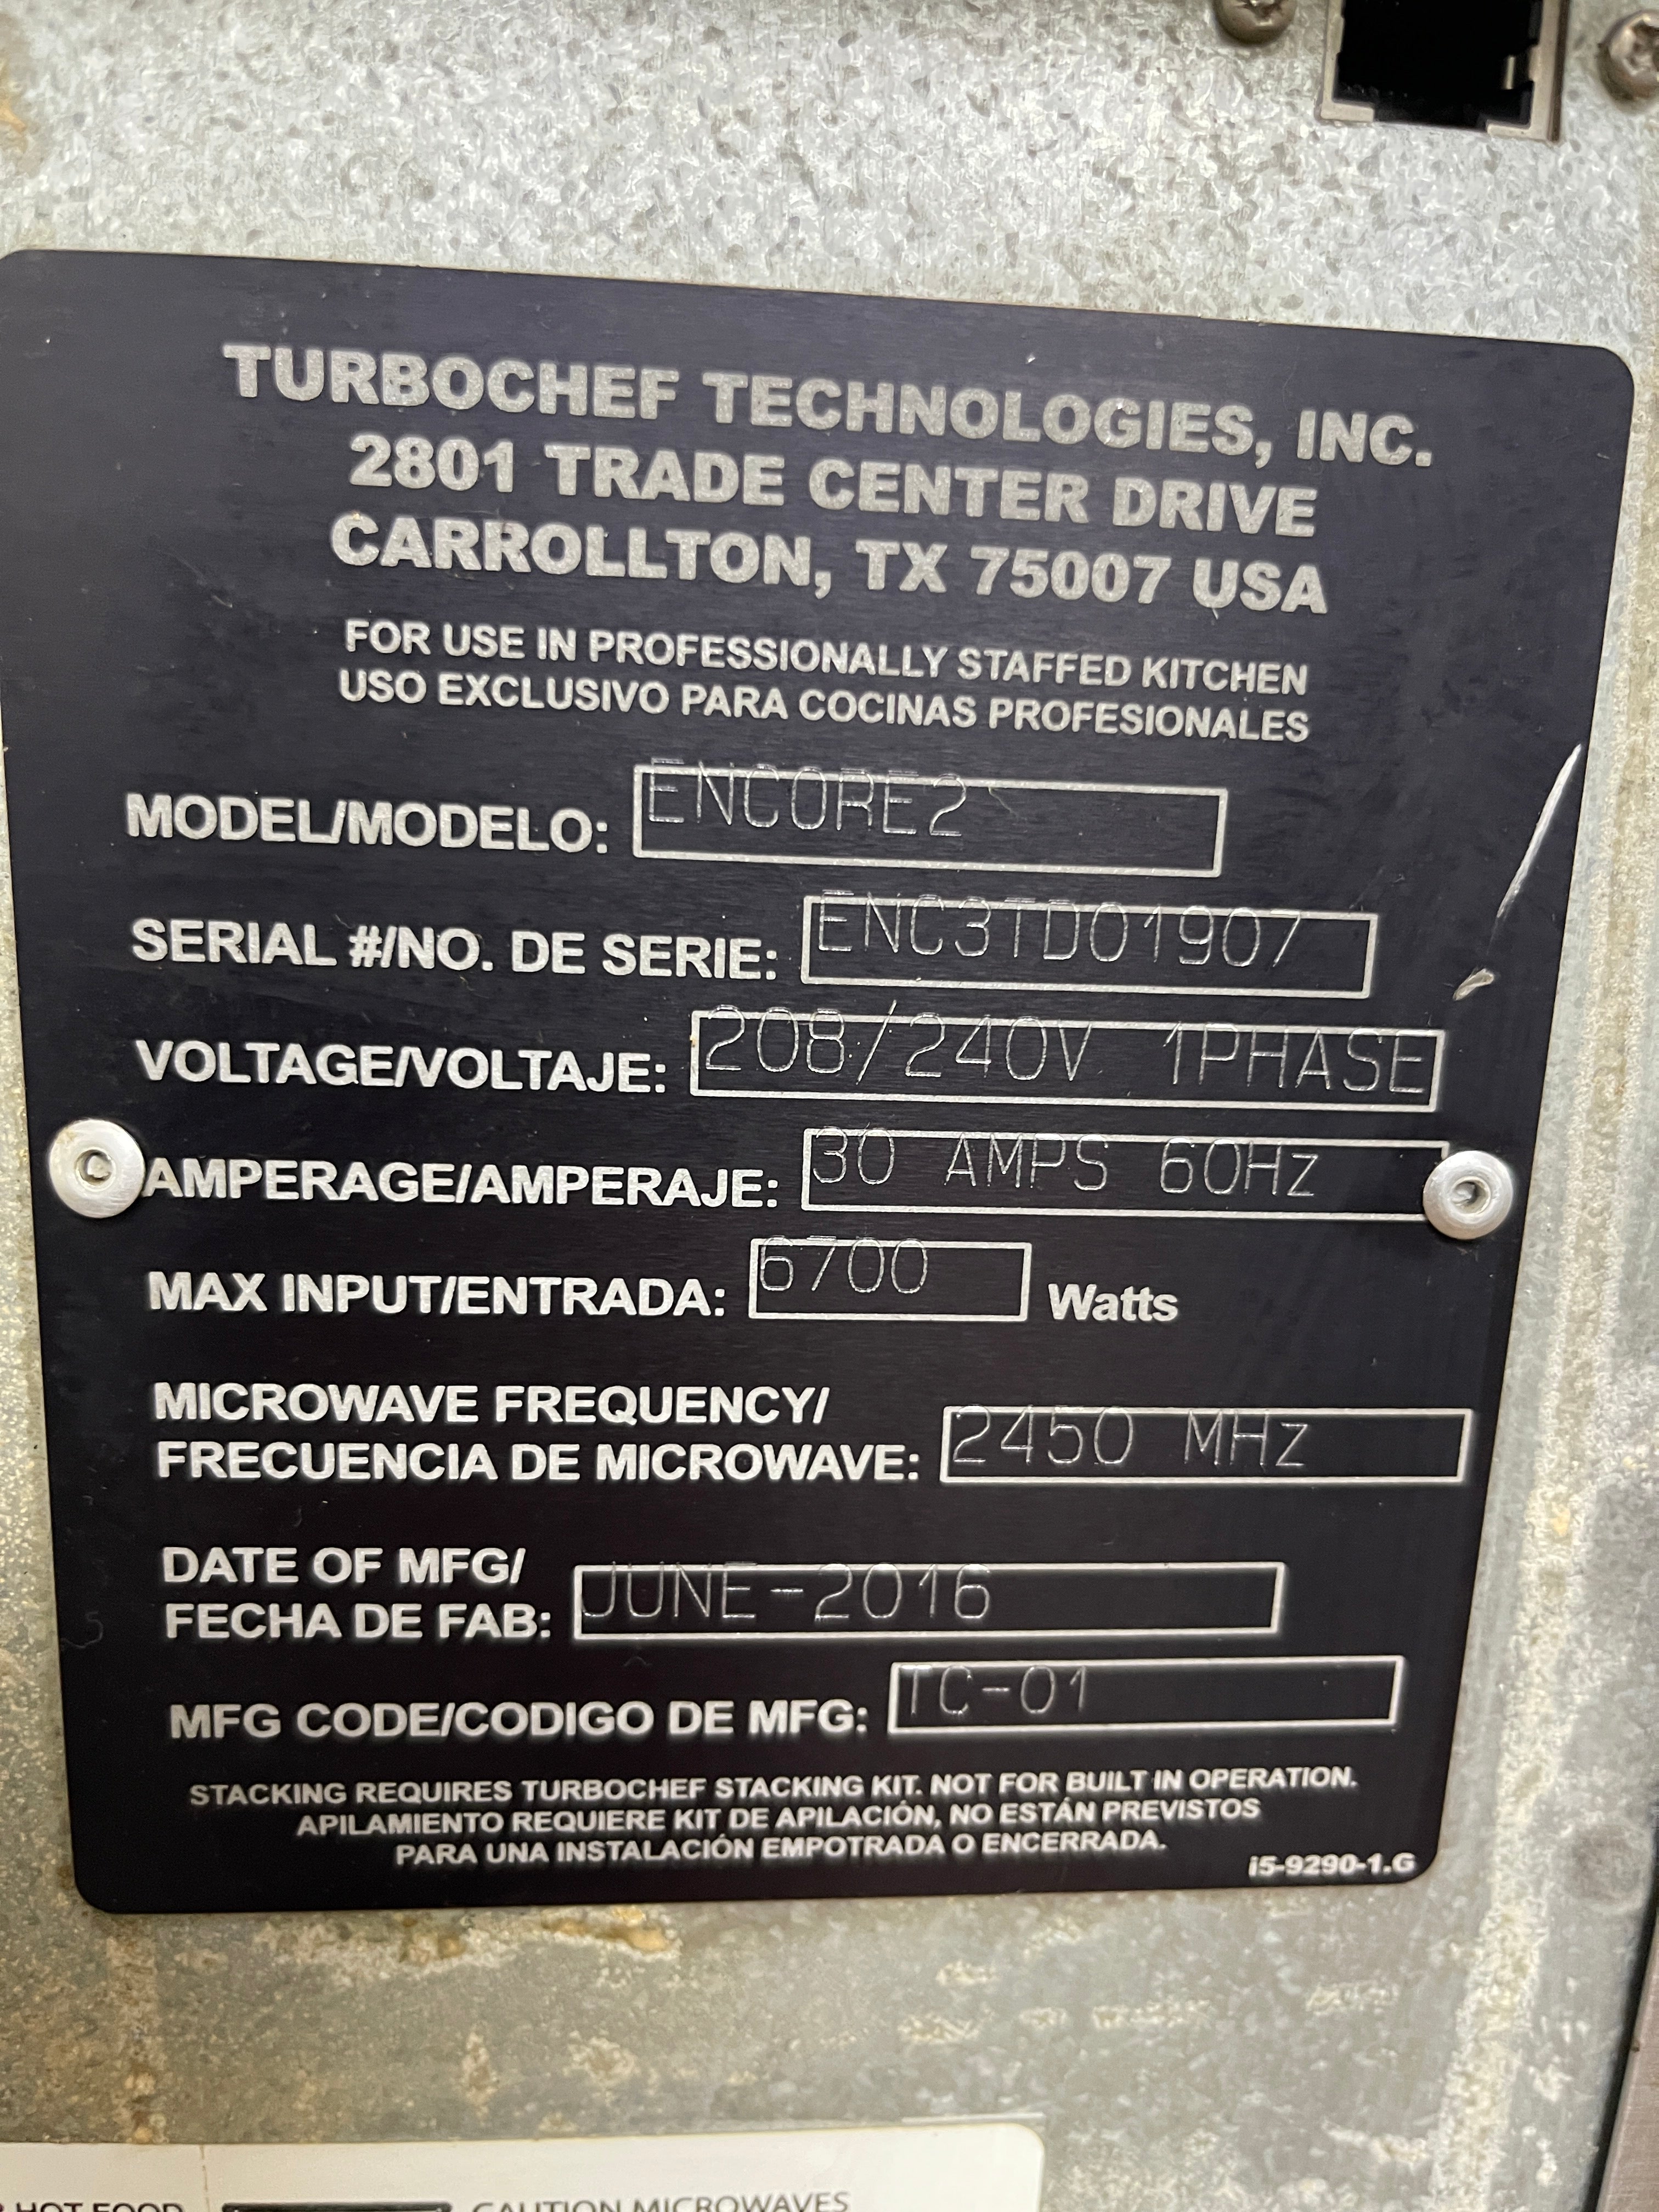 TURBOCHEF TECHNOLOGIES, INC.
2801 TRADE CENTER DRIVE
CARROLLTON, TX 75007 USA
FOR USE IN PROFESSIONALLY STAFFED KITCHEN
USO EXCLUSIVO PARA COCINAS PROFESIONALES
MODEL/MODELO: ENCORE2
SERIAL #/NO. DE SERIE: ENC3TD01907
VOLTAGE/VOLTAJE: 208/240V 1PHASE
AMPERAGE/AMPERAJE: 30 AMPS 60Hz
MAX INPUT/ENTRADA: 6700 Watts
MICROWAVE FREQUENCY/
FRECUENCIA DE MICROWAVE: 2450 MHz
DATE OF MFG/
FECHA DE FAB: JUNE-2016
MFG CODE/CODIGO DE MFG: TC-01
STACKING REQUIRES TURBOCHEF STACKING KIT. NOT FOR BUILT IN OPERATION.
APILAMIENTO REQUIERE KIT DE APILACIÓN, NO ESTÁN PREVISTOS
PARA UNA INSTALACIÓN EMPOTRADA O ENCERRADA.
i5-9290-1.G
HOT FOOD CAUTION MICROWAVES